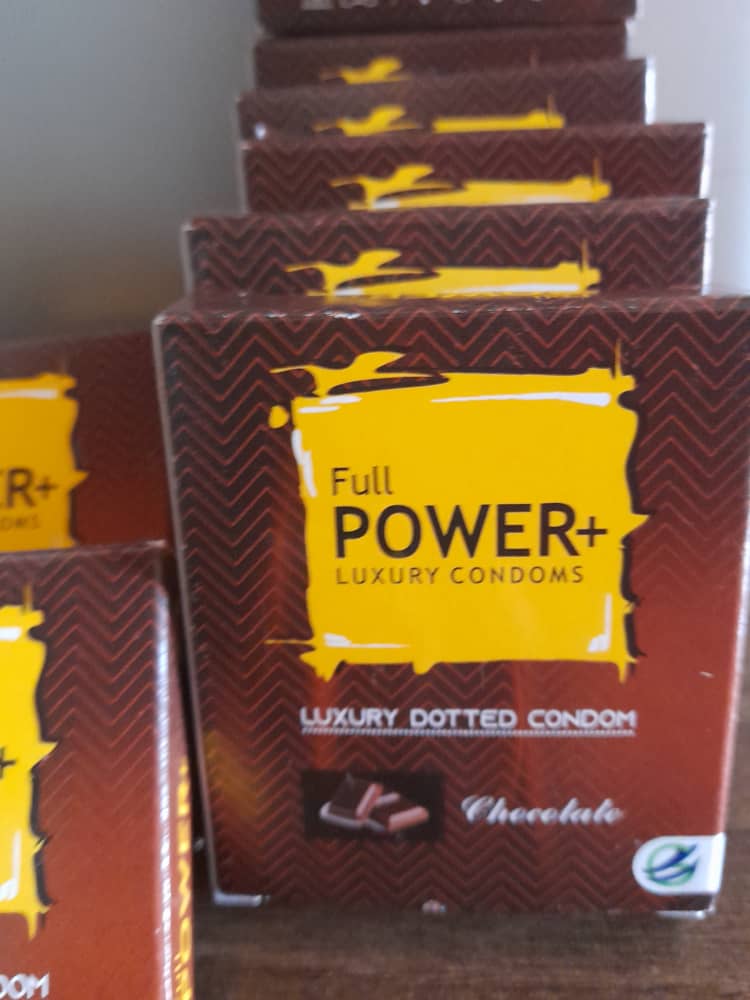 Full
POWER+
LUXURY CONDOMS
LUXURY DOTTED CONDOM
Chocolate